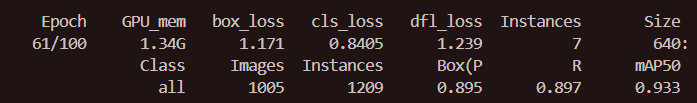 Epoch GPU_mem box_loss cls_loss dfl_loss Instances Size
61/100 1.34G 1.171 0.8405 1.239 7 640:
Class Images Instances Box(P R mAP50
all 1005 1209 0.895 0.897 0.933